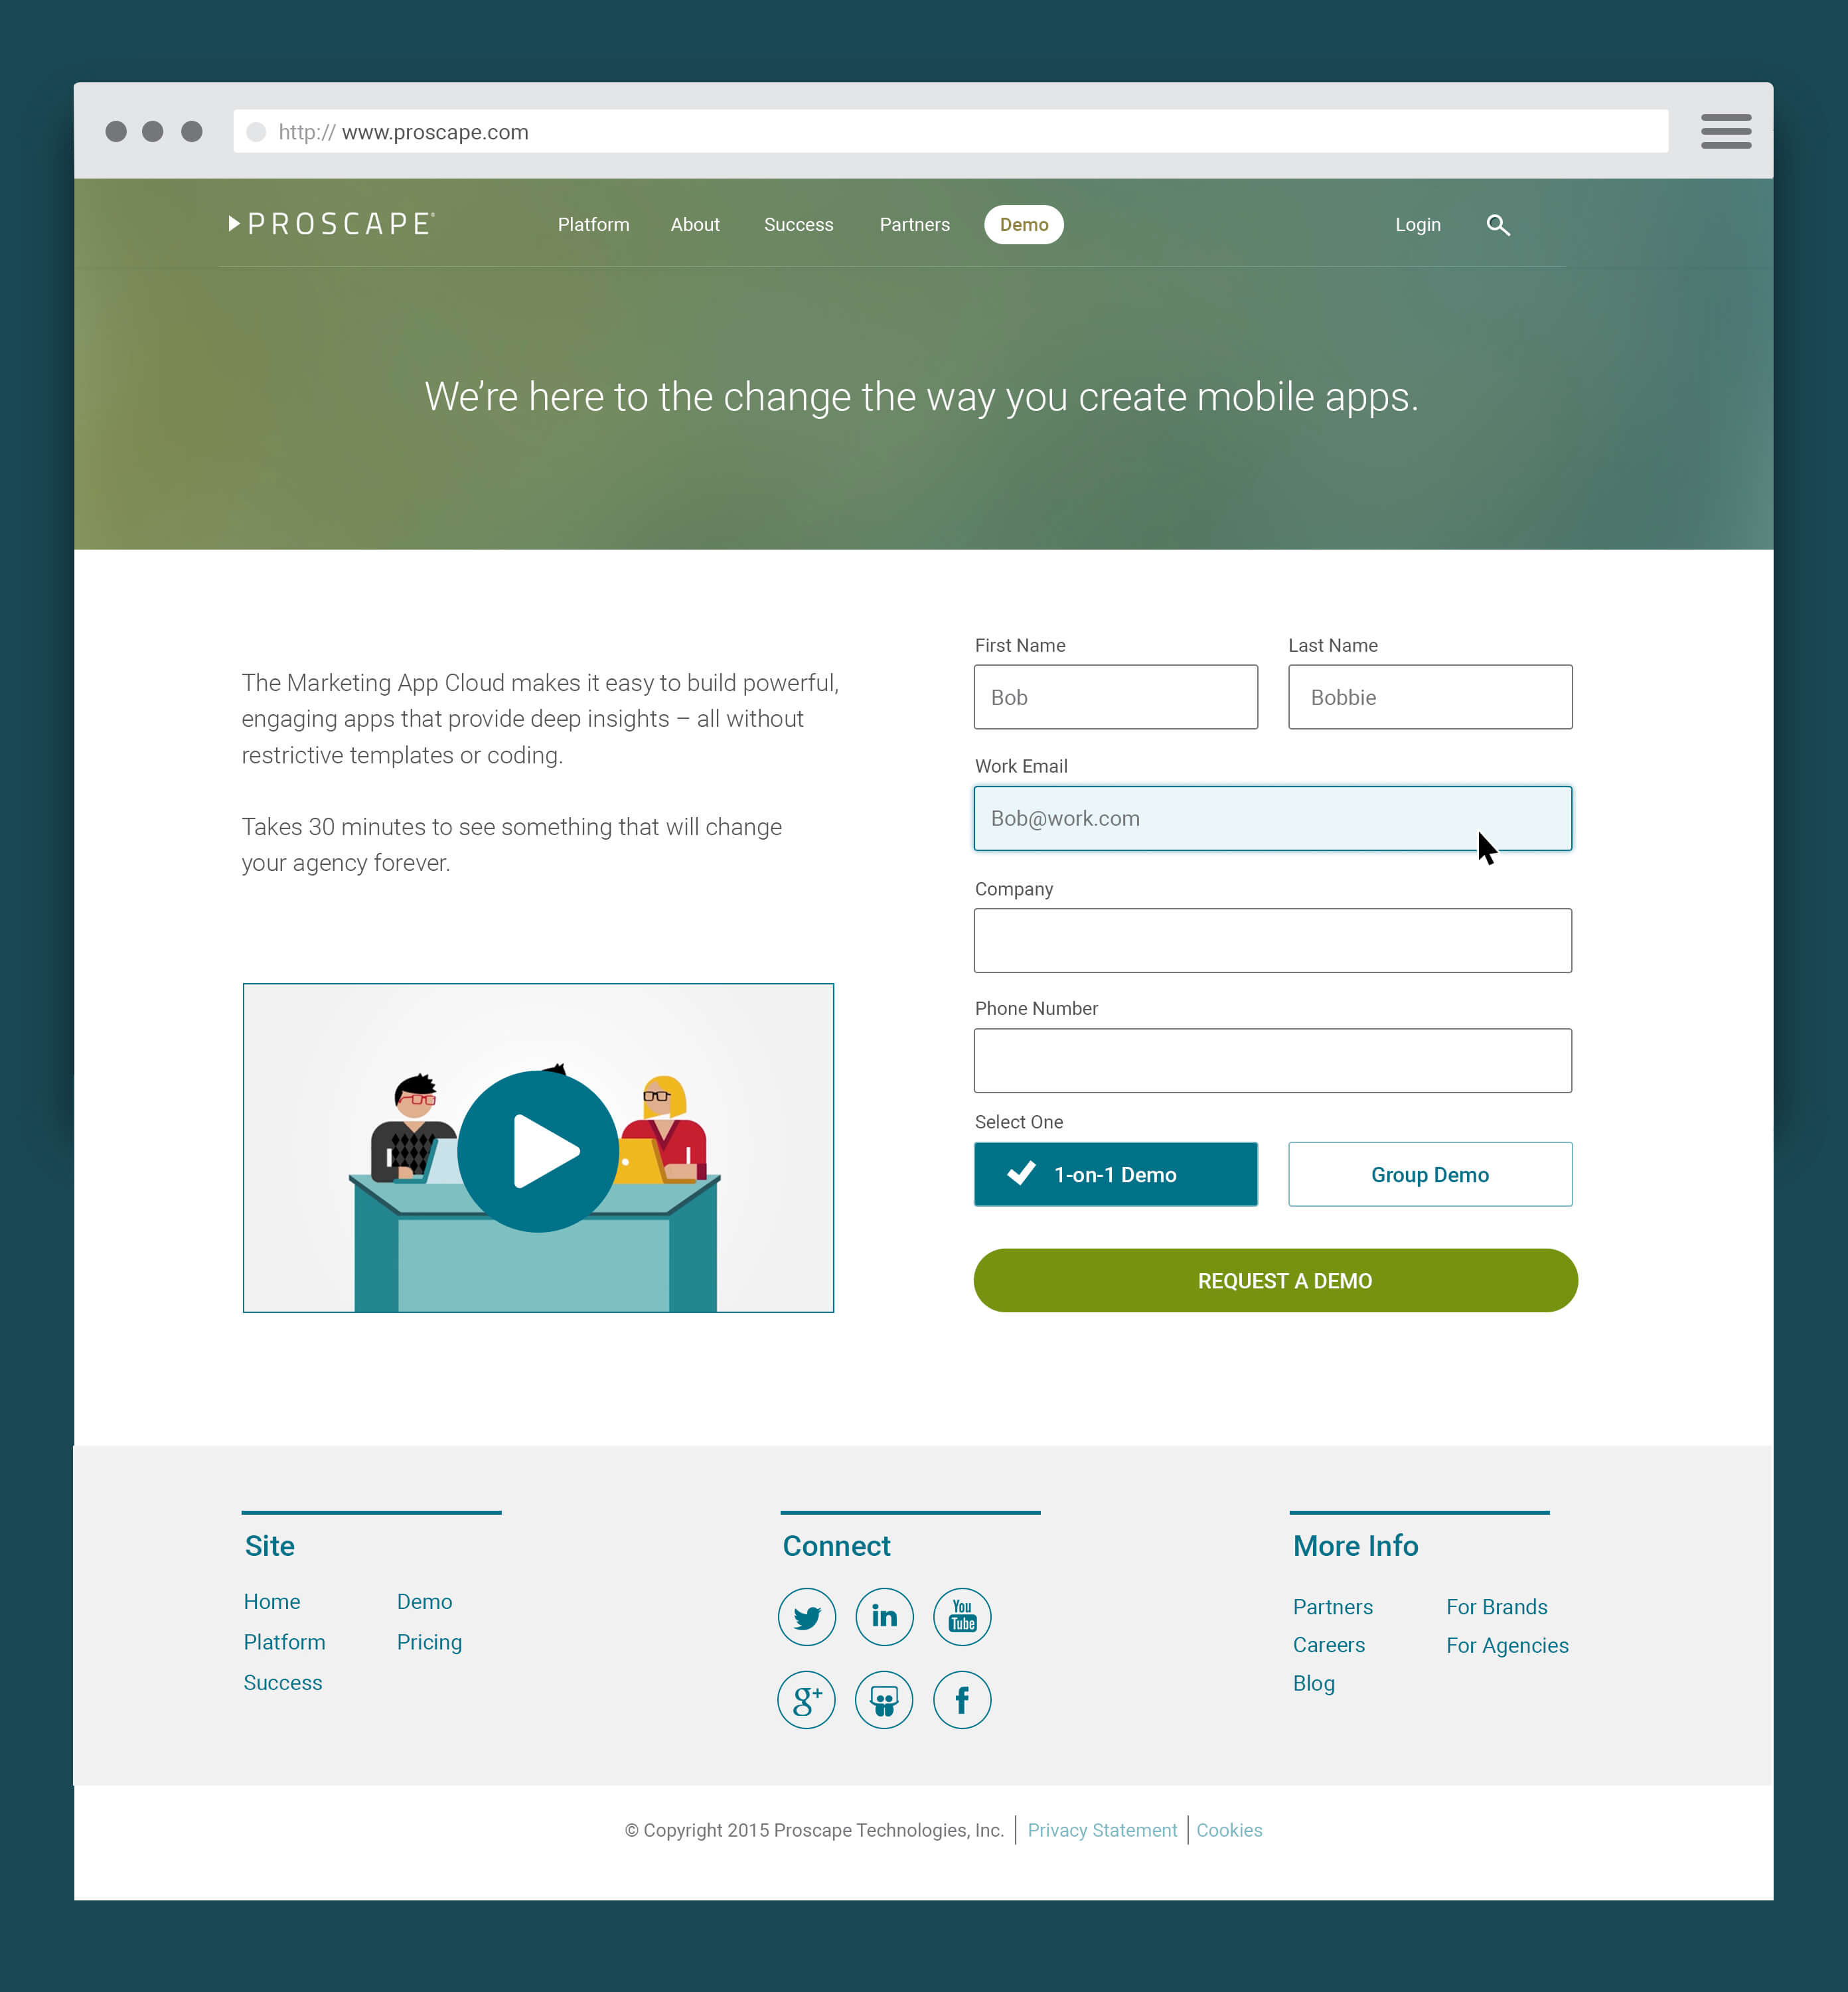 http:// www.proscape.com
PROSCAPE®
Platform About Success Partners Demo Login
We’re here to the change the way you create mobile apps.
The Marketing App Cloud makes it easy to build powerful,
engaging apps that provide deep insights – all without
restrictive templates or coding.
Takes 30 minutes to see something that will change
your agency forever.
First Name Last Name
Bob Bobbie
Work Email
Bob@work.com
Company
Phone Number
Select One
1-on-1 Demo Group Demo
REQUEST A DEMO
Site
Home Demo
Platform Pricing
Success
Connect
in You
Tube
g+ f
More Info
Partners For Brands
Careers For Agencies
Blog
© Copyright 2015 Proscape Technologies, Inc. | Privacy Statement | Cookies